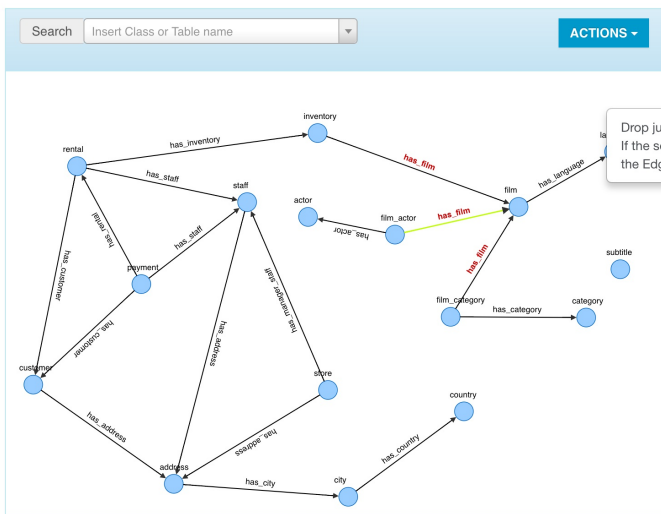 Search
Insert Class or Table name
ACTIONS
Drop ju
If the s
the Edg
inventory
has_inventory
rental
has_staff
staff
has_film
la
has_language
film
actor
film_actor
has_film
has_actor
has_rental
has_staff
has_customer
payment
has_film
subtitle
has_manager_staff
film_category
has_category
category
has_customer
has_address
customer
store
country
has_address
has_address
has_country
address
has_city
city